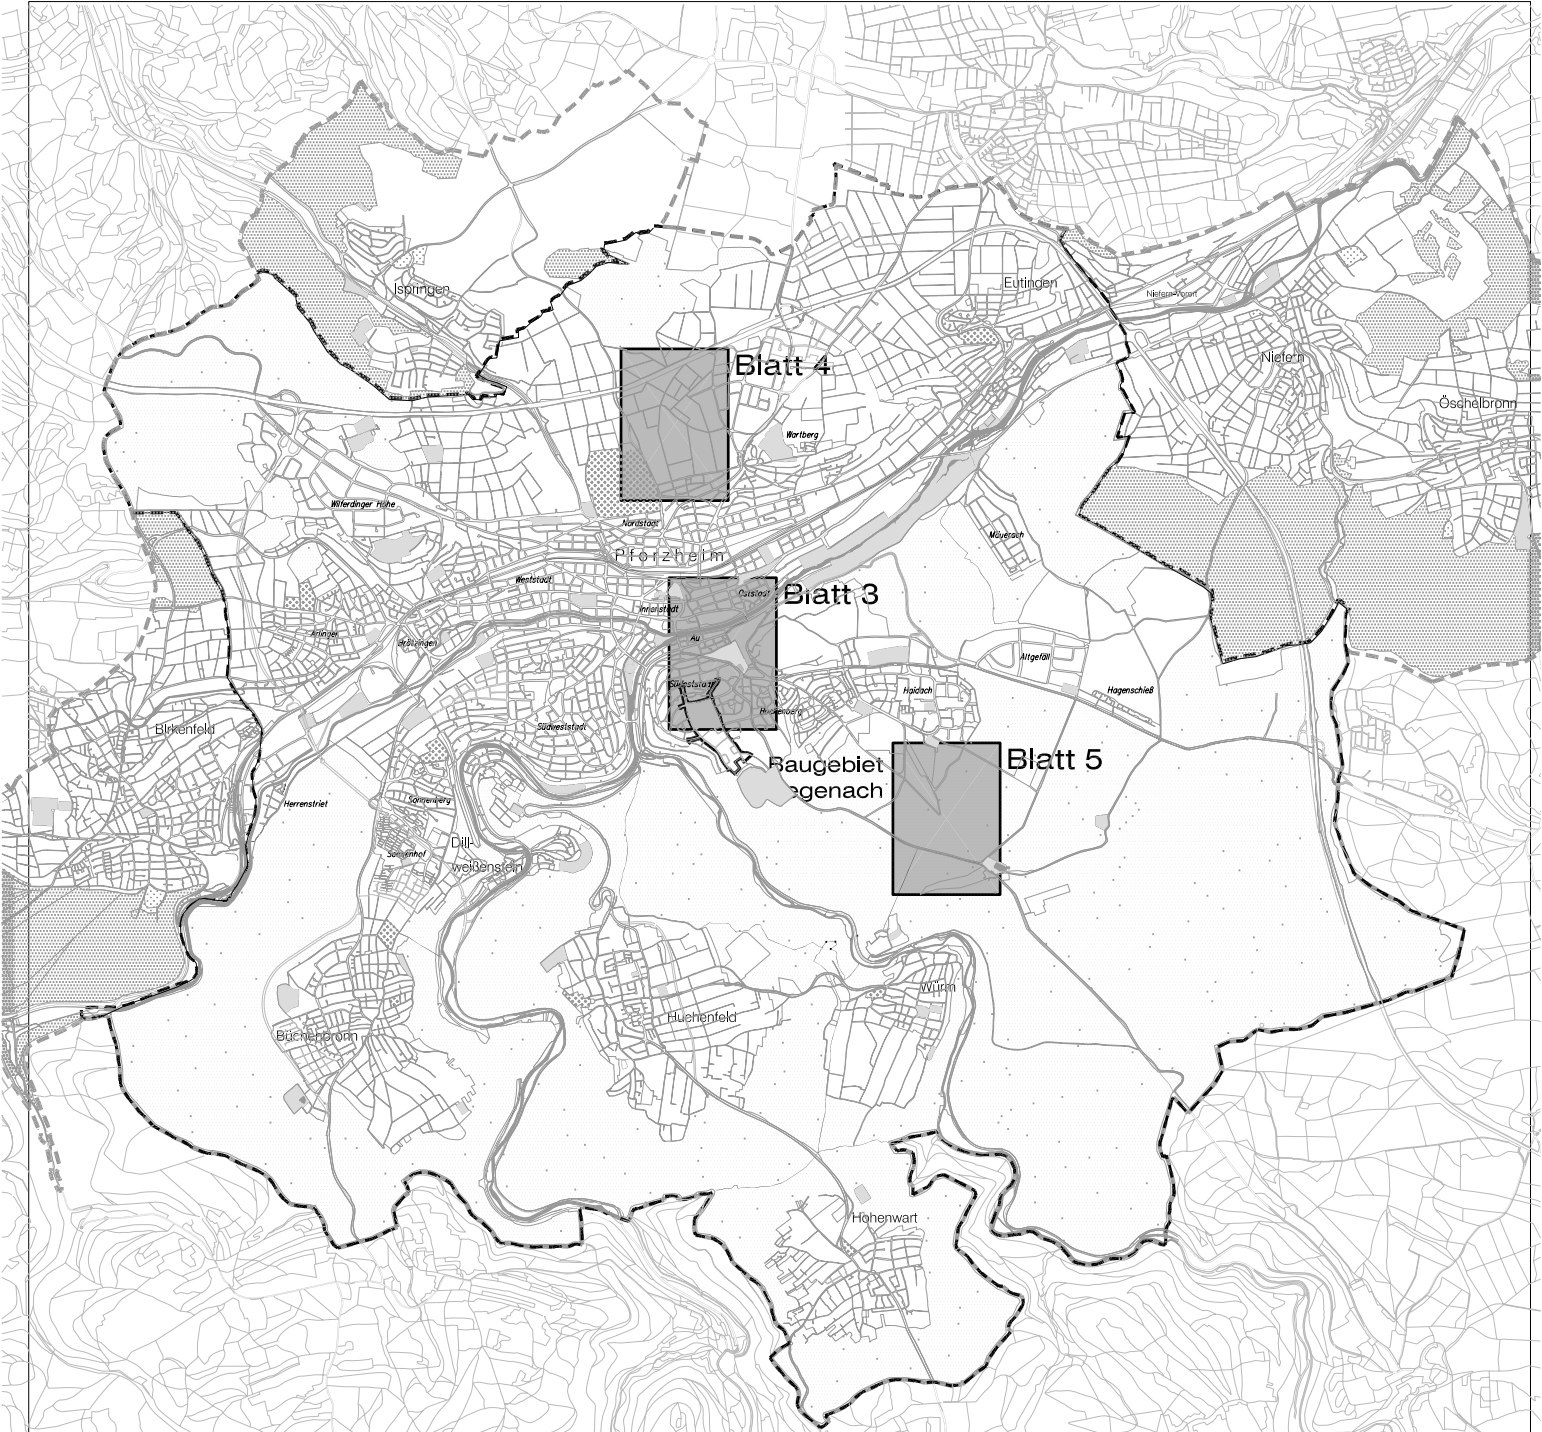 Eutingen
Ispringen
Niefern-Vorort
Niefern
Blatt 4
Öschelbronn
Wartberg
Wilferdinger Höhe
Nordstadt
Mäuerach
Pforzheim
Weststadt
Oststadt
Blatt 3
Innenstadt
Arlinger
Brötzingen
Au
Altgefäll
Südoststadt
Haidach
Hagenschieß
Birkenfeld
Südweststadt
Buckenberg
Baugebiet
Blatt 5
egenach
Herrenstriet
Sonnenberg
Dill-
weißenstein
Sonnenhof
Würm
Huchenfeld
Büchenbronn
Hohenwart